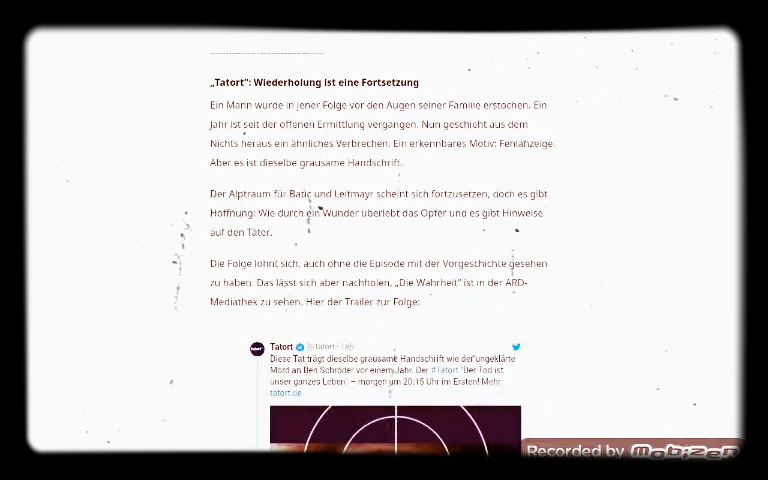 „Tatort“: Wiederholung ist eine Fortsetzung
Ein Mann wurde in jener Folge vor den Augen seiner Familie erstochen. Ein
Jahr ist seit der offenen Ermittlung vergangen. Nun geschieht aus dem
Nichts heraus ein ähnliches Verbrechen. Ein erkennbares Motiv: Fehlanzeige.
Aber es ist dieselbe grausame Handschrift.
Der Alptraum für Batic und Leitmayr scheint sich fortzusetzen, doch es gibt
Hoffnung: Wie durch ein Wunder überlebt das Opfer und es gibt Hinweise
auf den Täter.
Die Folge lohnt sich, auch ohne die Episode mit der Vorgeschichte gesehen
zu haben. Das lässt sich aber nachholen, „Die Wahrheit“ ist in der ARD-
Mediathek zu sehen. Hier der Trailer zur Folge:
Tatort @Tatort · 18h
Diese Tat trägt dieselbe grausame Handschrift wie der ungeklärte
Mord an Ben Schröder vor einem Jahr. Der #Tatort "Der Tod ist
unser ganzes Leben" – morgen um 20:15 Uhr im Ersten! Mehr:
tatort.de
Recorded by MOBIZEN